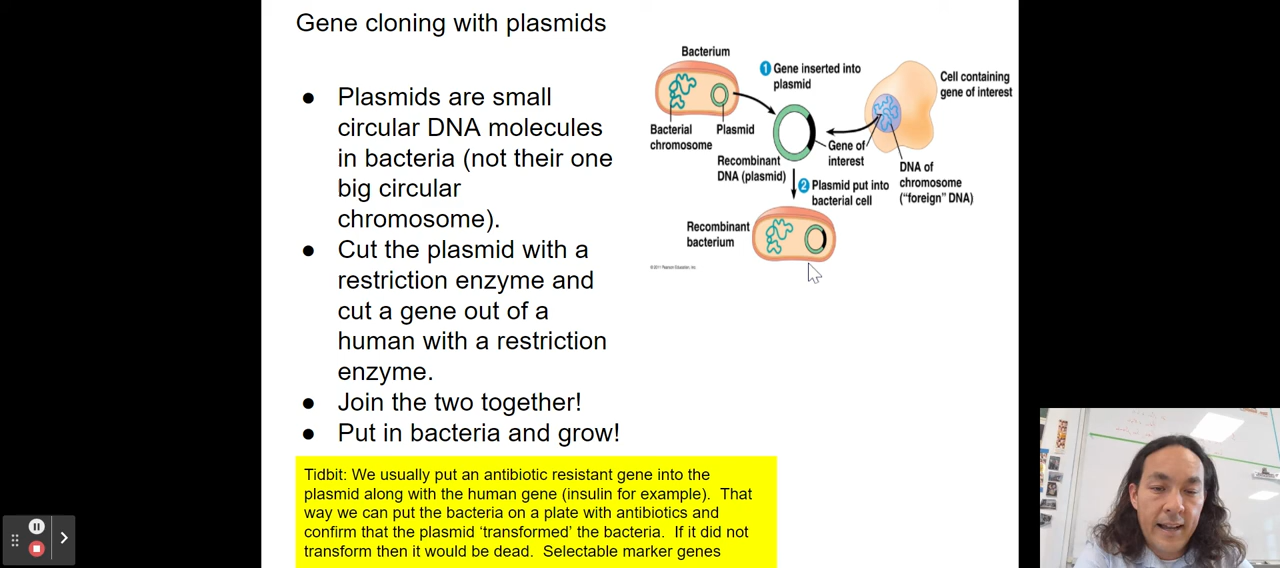 Gene cloning with plasmids
● Plasmids are small
circular DNA molecules
in bacteria (not their one
big circular
chromosome).
● Cut the plasmid with a
restriction enzyme and
cut a gene out of a
human with a restriction
enzyme.
● Join the two together!
● Put in bacteria and grow!
Tidbit: We usually put an antibiotic resistant gene into the
plasmid along with the human gene (insulin for example). That
way we can put the bacteria on a plate with antibiotics and
confirm that the plasmid ‘transformed’ the bacteria. If it did not
transform then it would be dead. Selectable marker genes
Bacterium
1 Gene inserted into
plasmid
Cell containing
gene of interest
Bacterial
chromosome
Plasmid
Gene of
interest
Recombinant
DNA (plasmid)
DNA of
chromosome
("foreign" DNA)
2 Plasmid put into
bacterial cell
Recombinant
bacterium
© 2011 Pearson Education, Inc.